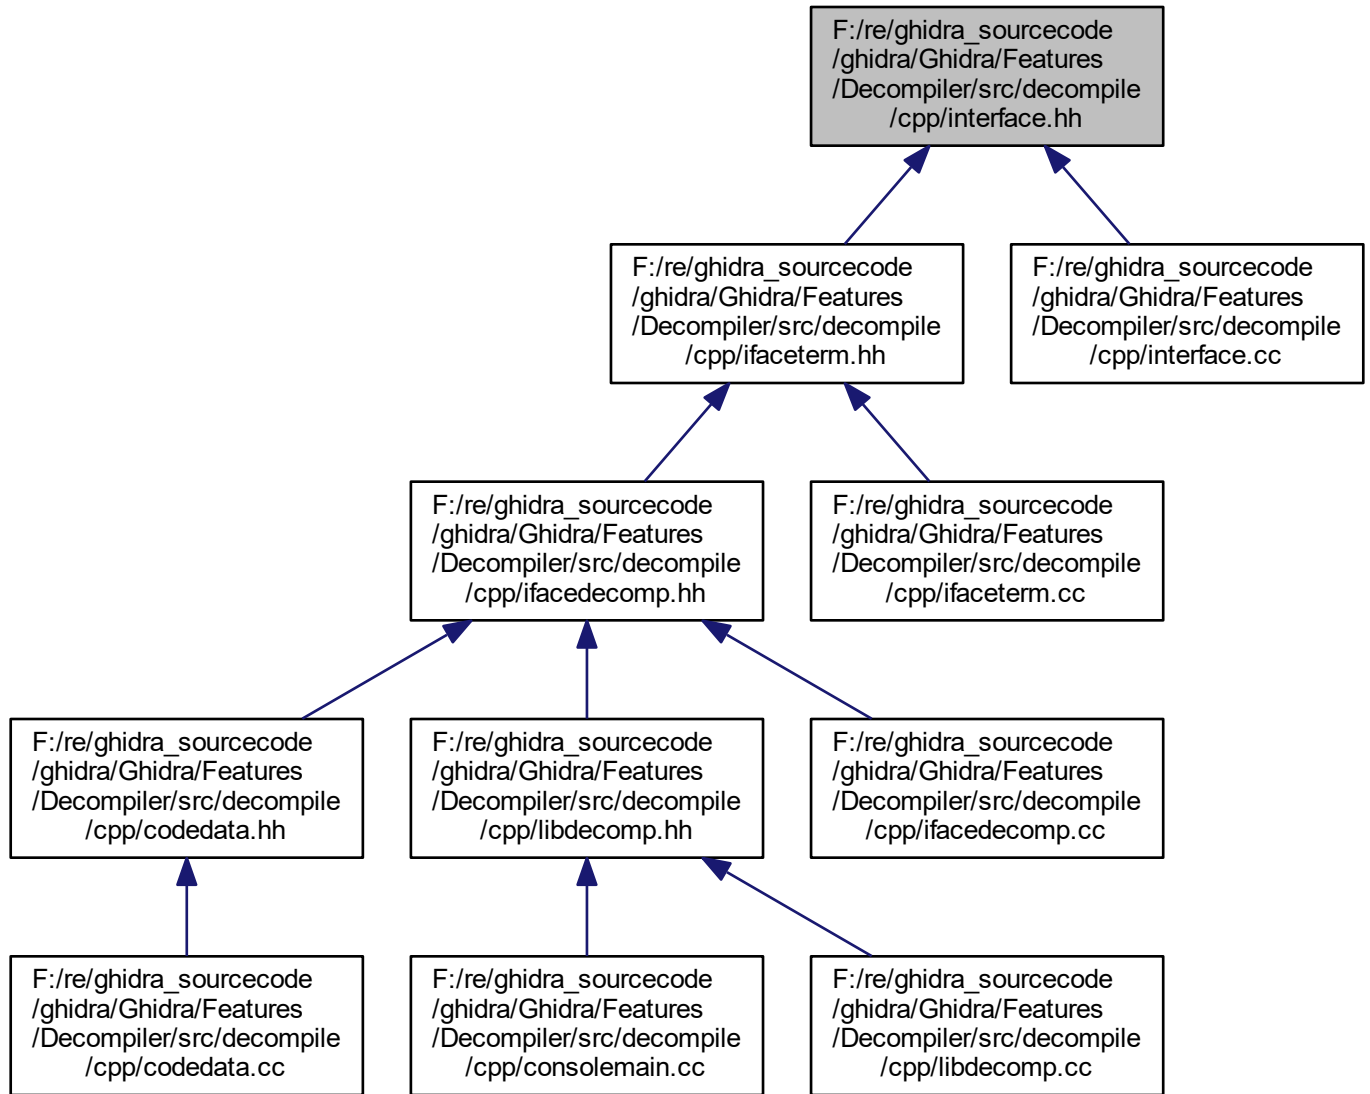 F:/re/ghidra_sourcecode
/ghidra/Ghidra/Features
/Decompiler/src/decompile
/cpp/interface.hh
F:/re/ghidra_sourcecode
/ghidra/Ghidra/Features
/Decompiler/src/decompile
/cpp/ifaceterm.hh
F:/re/ghidra_sourcecode
/ghidra/Ghidra/Features
/Decompiler/src/decompile
/cpp/interface.cc
F:/re/ghidra_sourcecode
/ghidra/Ghidra/Features
/Decompiler/src/decompile
/cpp/ifacedecomp.hh
F:/re/ghidra_sourcecode
/ghidra/Ghidra/Features
/Decompiler/src/decompile
/cpp/ifaceterm.cc
F:/re/ghidra_sourcecode
/ghidra/Ghidra/Features
/Decompiler/src/decompile
/cpp/codedata.hh
F:/re/ghidra_sourcecode
/ghidra/Ghidra/Features
/Decompiler/src/decompile
/cpp/libdecomp.hh
F:/re/ghidra_sourcecode
/ghidra/Ghidra/Features
/Decompiler/src/decompile
/cpp/ifacedecomp.cc
F:/re/ghidra_sourcecode
/ghidra/Ghidra/Features
/Decompiler/src/decompile
/cpp/codedata.cc
F:/re/ghidra_sourcecode
/ghidra/Ghidra/Features
/Decompiler/src/decompile
/cpp/consolemain.cc
F:/re/ghidra_sourcecode
/ghidra/Ghidra/Features
/Decompiler/src/decompile
/cpp/libdecomp.cc